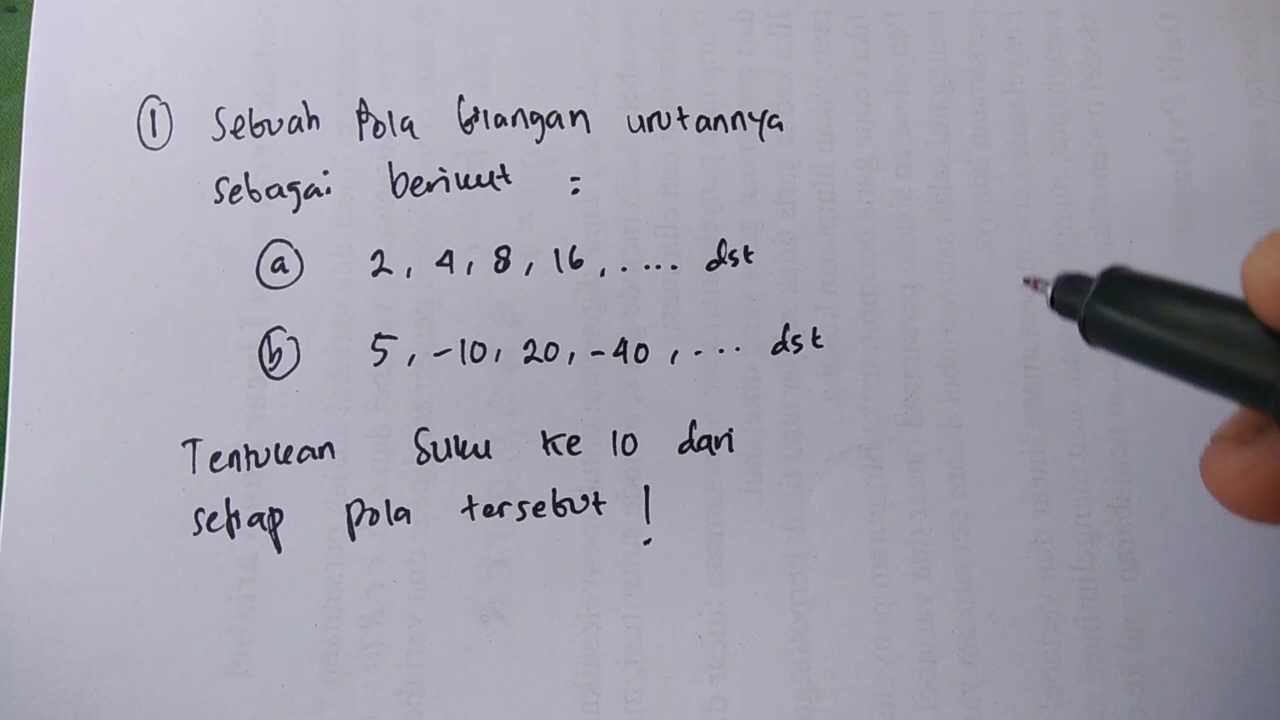 ① Sebuah Pola bilangan urutannya
sebagai berikut :
ⓐ 2, 4, 8, 16, .... dst
ⓑ 5, -10, 20, -40, ... dst
Tentukan Suku ke 10 dari
setiap pola tersebut !